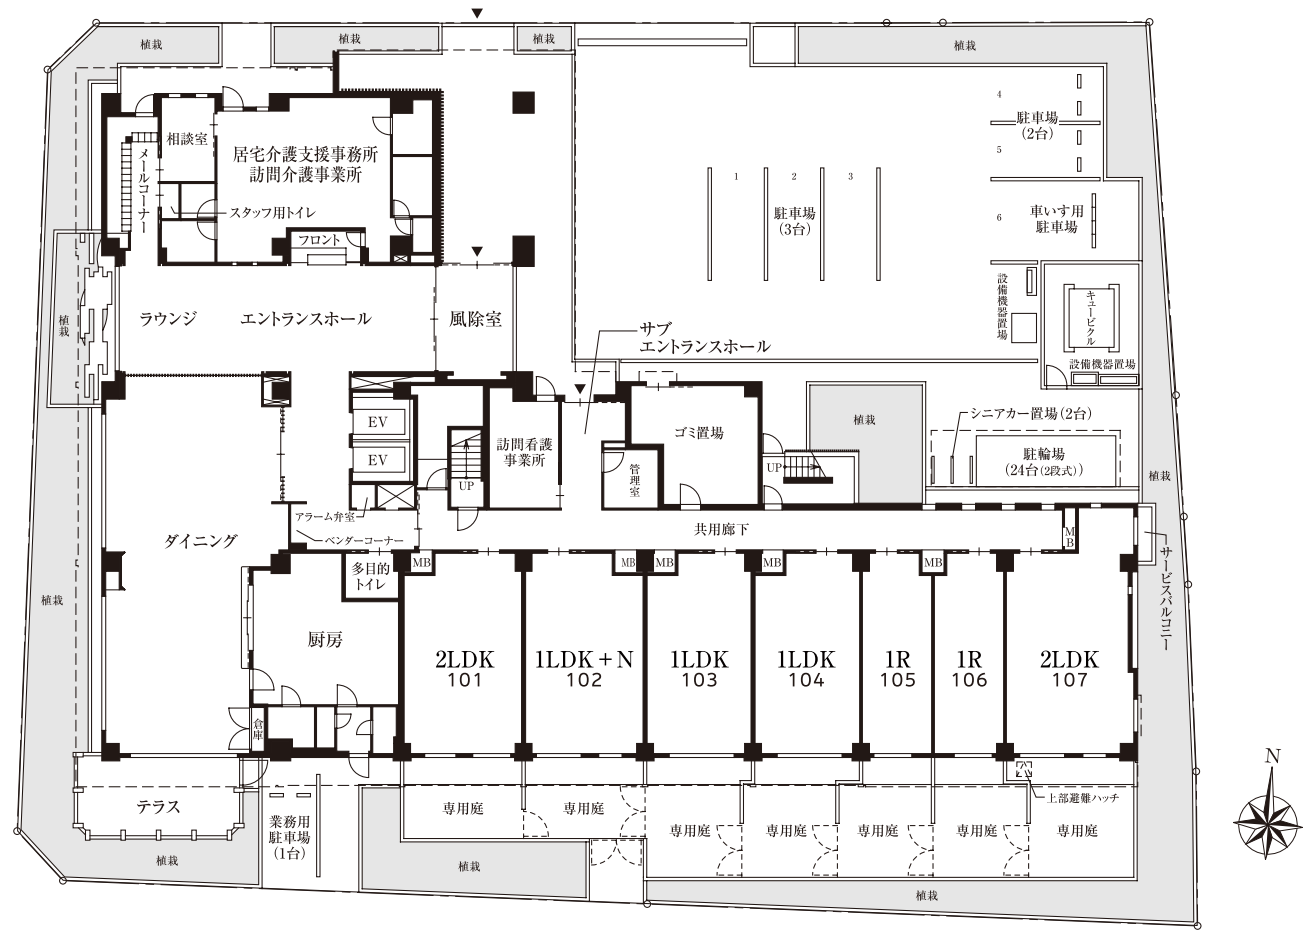 植栽
植栽
植栽
植栽
4
駐車場
(2台)
5
相談室
居宅介護支援事務所
訪問介護事業所
メールコーナー
スタッフ用トイレ
フロント
1
2
3
駐車場
(3台)
6
車いす用
駐車場
設備機器置場
キュービクル
設備機器置場
植栽
ラウンジ
エントランスホール
風除室
サブ
エントランスホール
EV
EV
UP
訪問看護
事業所
ゴミ置場
管理室
UP
植栽
シニアカー置場(2台)
駐輪場
(24台(2段式))
植栽
アラーム弁室
ベンダーコーナー
共用廊下
MB
サービスバルコニー
ダイニング
多目的
トイレ
MB
MB
MB
MB
MB
植栽
厨房
倉庫
2LDK
101
1LDK+N
102
1LDK
103
1LDK
104
1R
105
1R
106
2LDK
107
N
テラス
業務用
駐車場
(1台)
専用庭
専用庭
専用庭
専用庭
専用庭
専用庭
専用庭
上部避難ハッチ
植栽
植栽
植栽